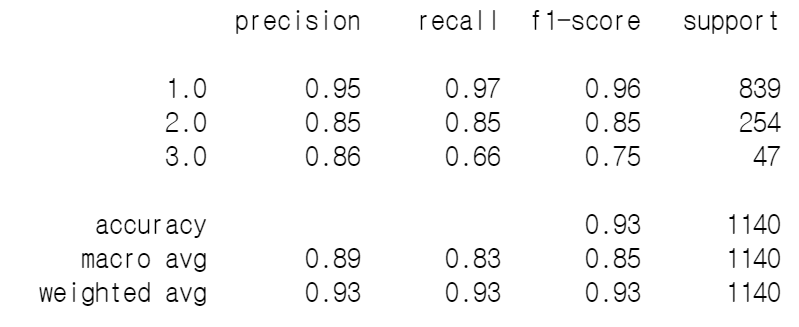 precision recall f1-score support
1.0 0.95 0.97 0.96 839
2.0 0.85 0.85 0.85 254
3.0 0.86 0.66 0.75 47
accuracy 0.93 1140
macro avg 0.89 0.83 0.85 1140
weighted avg 0.93 0.93 0.93 1140